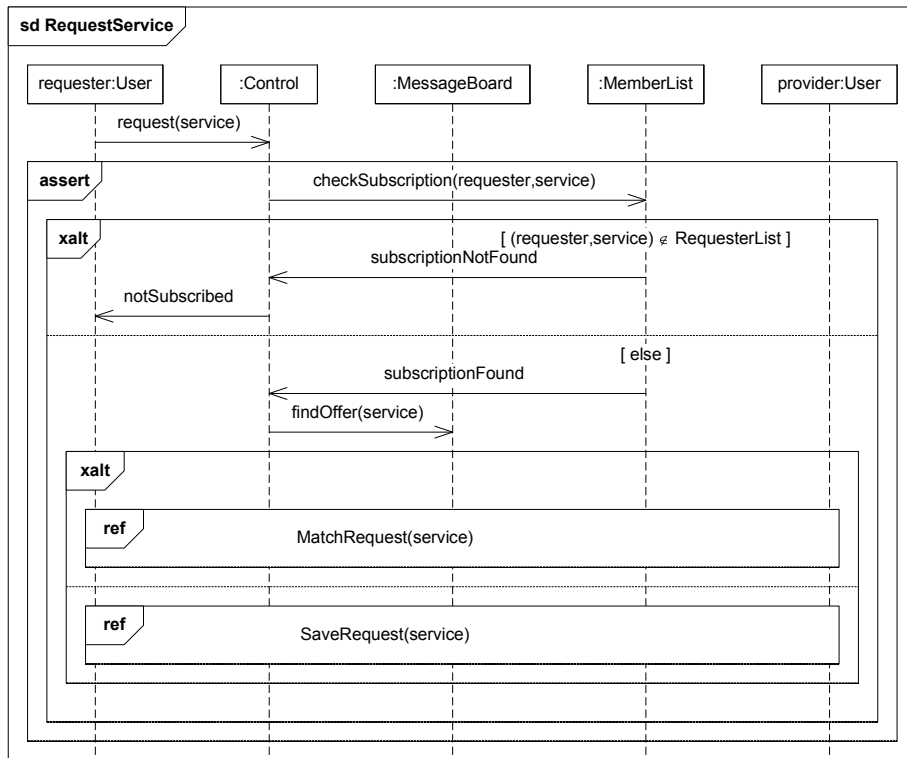 sd RequestService
requester:User :Control :MessageBoard :MemberList provider:User
request(service)
assert
checkSubscription(requester,service)
xalt
[ (requester,service) ∉ RequesterList ]
subscriptionNotFound
notSubscribed
[ else ]
subscriptionFound
findOffer(service)
xalt
ref
MatchRequest(service)
ref
SaveRequest(service)